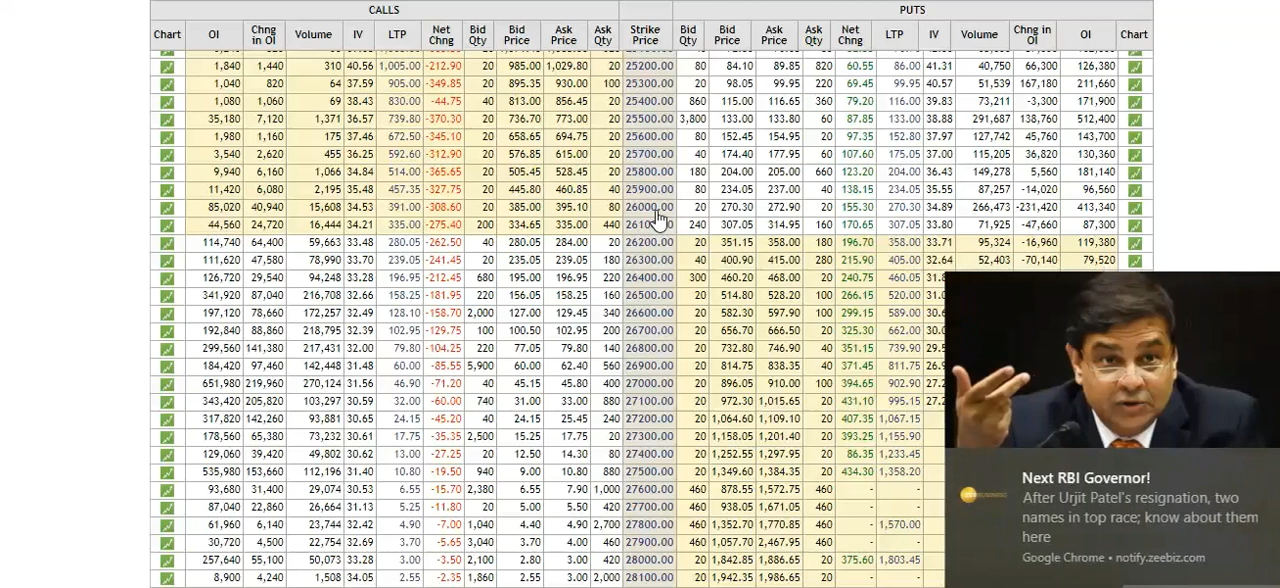 CALLS PUTS
Chart OI Chng in OI Volume IV LTP Net Chng Bid Qty Bid Price Ask Price Ask Qty Strike Price Bid Qty Bid Price Ask Price Ask Qty Net Chng LTP IV Volume Chng in OI OI Chart
1,840 1,440 310 40.56 1,005.00 -212.90 20 985.00 1,029.80 20 25200.00 80 84.10 89.85 820 60.55 86.00 41.31 40,750 66,300 126,380
1,040 820 64 37.59 905.00 -349.85 20 895.35 930.00 100 25300.00 20 98.05 99.95 220 69.45 99.95 40.57 51,539 167,180 211,660
1,080 1,060 69 38.43 830.00 -44.75 40 813.00 856.45 20 25400.00 860 115.00 116.65 360 79.20 116.00 39.83 73,211 -3,300 171,900
35,180 7,120 1,371 36.57 739.80 -370.30 20 736.70 773.00 20 25500.00 3,800 133.00 133.80 60 87.85 133.00 38.88 291,687 138,760 512,400
1,980 1,160 175 37.46 672.50 -345.10 20 658.65 694.75 20 25600.00 80 152.45 154.95 20 97.35 152.80 37.97 127,742 45,760 143,700
3,540 2,620 455 36.25 592.60 -312.90 20 576.85 615.00 20 25700.00 40 174.40 177.95 60 107.60 175.05 37.00 115,205 36,820 130,360
9,940 6,160 1,066 34.84 514.00 -365.65 20 505.45 528.45 20 25800.00 180 204.00 205.00 660 123.20 204.00 36.43 149,278 5,560 181,140
11,420 6,080 2,195 35.48 457.35 -327.75 20 445.80 460.85 40 25900.00 80 234.05 237.00 40 138.15 234.05 35.55 87,257 -14,020 96,560
85,020 40,940 15,608 34.53 391.00 -308.60 20 385.00 395.10 80 26000.00 20 270.30 272.90 20 155.30 270.30 34.89 266,473 -231,420 413,340
44,560 24,720 16,444 34.21 335.00 -275.40 200 334.65 335.00 440 240 307.05 314.95 160 170.65 307.05 33.80 71,925 -47,660 87,300
114,740 64,400 59,663 33.48 280.05 -262.50 40 280.05 284.00 20 26200.00 20 351.15 358.00 180 196.70 358.00 33.71 95,324 -16,960 119,380
111,620 47,580 78,990 33.70 239.05 -241.45 20 235.05 239.05 180 26300.00 40 400.90 415.00 280 215.90 405.00 32.64 52,403 -70,140 79,520
126,720 29,540 94,248 33.28 196.95 -212.45 680 195.05 196.95 220 26400.00 300 460.20 468.00 20 240.75 460.05
341,920 87,040 216,708 32.66 158.25 -181.95 220 156.05 158.25 160 26500.00 20 514.80 528.20 100 266.15 520.00
197,120 78,660 172,257 32.49 128.10 -158.70 2,000 127.00 129.45 340 26600.00 20 582.30 597.90 100 299.15 589.00
192,840 88,860 218,795 32.39 102.95 -129.75 100 100.50 102.95 200 26700.00 20 656.70 666.50 20 325.30 662.00
299,560 141,380 217,431 32.00 79.80 -104.25 220 77.05 79.80 140 26800.00 20 732.80 746.90 40 351.15 739.90
184,420 97,460 142,448 31.48 60.00 -85.55 5,900 60.00 62.40 560 26900.00 20 814.75 838.35 40 371.45 811.75
651,980 219,960 270,124 31.56 46.90 -71.20 40 45.15 45.80 400 27000.00 20 896.05 910.00 100 394.65 902.90
343,420 205,820 103,297 30.59 32.00 -60.00 740 31.00 33.00 880 27100.00 20 972.30 1,015.65 20 431.10 995.15
317,820 142,260 93,881 30.65 24.15 -45.20 40 24.15 25.45 240 27200.00 20 1,064.60 1,109.10 20 407.35 1,067.15
178,560 65,380 73,232 30.61 17.75 -35.35 2,500 15.25 17.75 20 27300.00 20 1,158.05 1,201.40 20 393.25 1,155.90
129,060 39,420 49,802 30.62 13.00 -27.25 20 12.50 14.30 80 27400.00 20 1,252.55 1,297.95 20 86.35 1,233.45
535,980 153,660 112,196 31.40 10.80 -19.50 940 9.00 10.80 880 27500.00 20 1,349.60 1,384.35 20 434.30 1,358.20
93,680 31,400 29,074 30.53 6.55 -15.70 2,380 6.55 7.90 1,000 27600.00 460 878.55 1,572.75 460 - -
87,040 22,860 26,664 31.13 5.25 -11.80 20 5.00 5.50 420 27700.00 460 938.05 1,671.05 460 - -
61,960 6,140 23,744 32.42 4.90 -7.00 1,040 4.40 4.90 2,700 27800.00 460 1,352.70 1,770.85 460 - 1,570.00
30,720 4,500 22,754 32.69 3.70 -5.65 3,040 3.70 4.00 460 27900.00 460 1,057.70 2,467.95 460 - -
257,640 55,100 50,073 33.28 3.00 -3.50 2,100 2.80 3.00 420 28000.00 20 1,842.85 1,886.65 20 375.60 1,803.45
8,900 4,240 1,508 34.05 2.55 -2.35 1,860 2.55 3.00 2,000 28100.00 20 1,942.35 1,986.65 20 - -
Next RBI Governor!
After Urjit Patel's resignation, two
names in top race; know about them
here
Google Chrome • notify.zeebiz.com